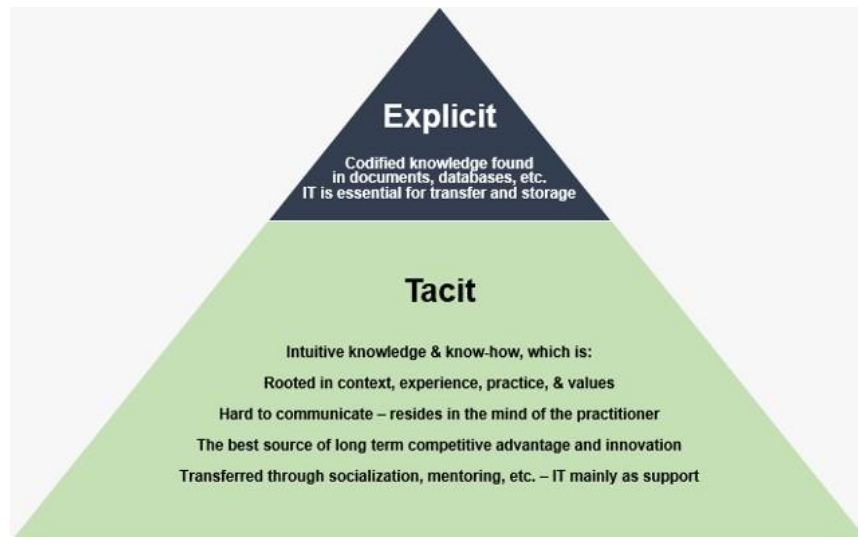 Explicit
Codified knowledge found
in documents, databases, etc.
IT is essential for transfer and storage
Tacit
Intuitive knowledge & know-how, which is:
Rooted in context, experience, practice, & values
Hard to communicate – resides in the mind of the practitioner
The best source of long term competitive advantage and innovation
Transferred through socialization, mentoring, etc. – IT mainly as support